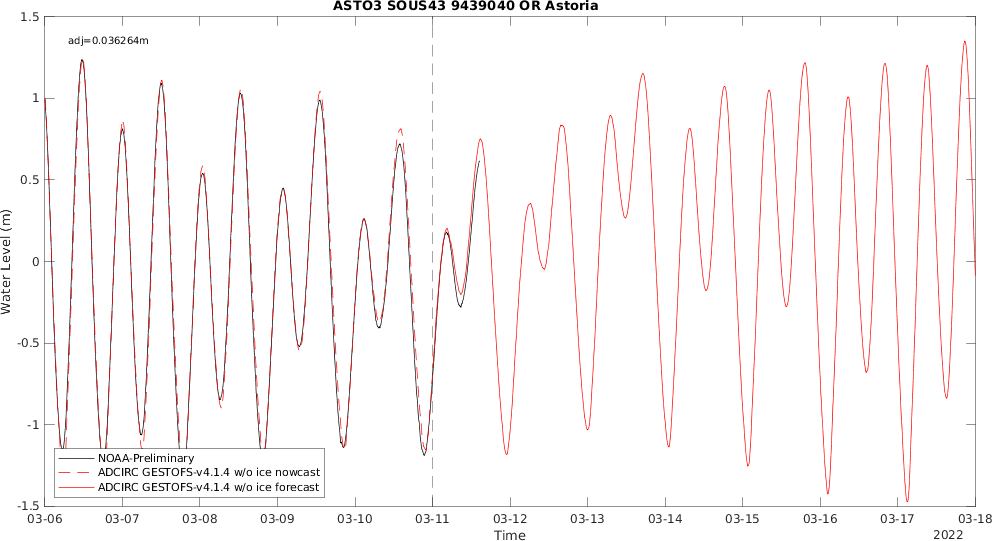 ASTO3 SOUS43 9439040 OR Astoria
adj=0.036264m
1.5
1
0.5
0
-0.5
-1
-1.5
Water Level (m)
NOAA-Preliminary
ADCIRC GESTOFS-v4.1.4 w/o ice nowcast
ADCIRC GESTOFS-v4.1.4 w/o ice forecast
03-06 03-07 03-08 03-09 03-10 03-11 03-12 03-13 03-14 03-15 03-16 03-17 03-18
Time
2022